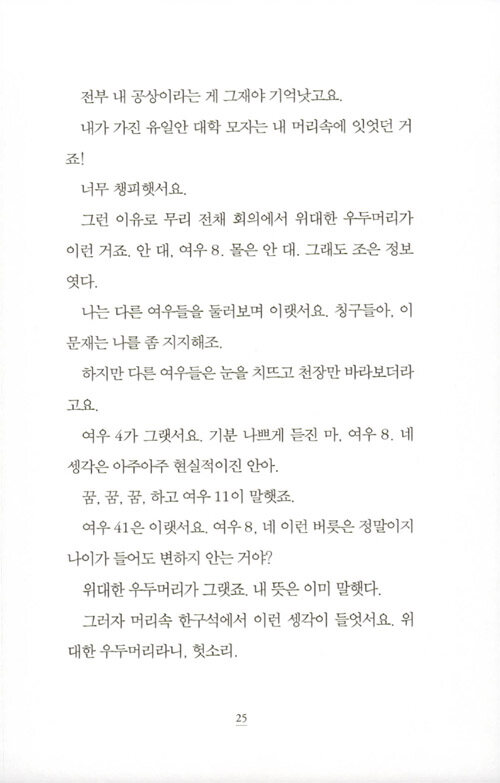 전부 내 공상이라는 게 그재야 기억낫고요.
내가 가진 유일안 대학 모자는 내 머리속에 잇엇던 거
죠!
너무 챙피햇서요.
그런 이유로 무리 전채 회의에서 위대한 우두머리가
이런 거죠. 안 대, 여우 8. 몰은 안 대. 그래도 조은 정보
엿다.
나는 다른 여우들을 둘러보며 이랫서요. 칭구들아, 이
문재는 나를 좀 지지해조.
하지만 다른 여우들은 눈을 치뜨고 천장만 바라보더라
고요.
여우 4가 그랫서요. 기분 나쁘게 듣진 마, 여우 8. 네
셍각은 아주아주 현실적이진 안아.
꿈, 꿈, 꿈, 하고 여우 11이 말햇죠.
여우 41은 이랫서요. 여우 8, 네 이런 버릇은 정말이지
나이가 들어도 변하지 안는 거야?
위대한 우두머리가 그랫죠. 내 뜻은 이미 말햇다.
그러자 머리속 한구석에서 이런 셍각이 들엇서요. 위
대한 우두머리라니, 헛소리.
25